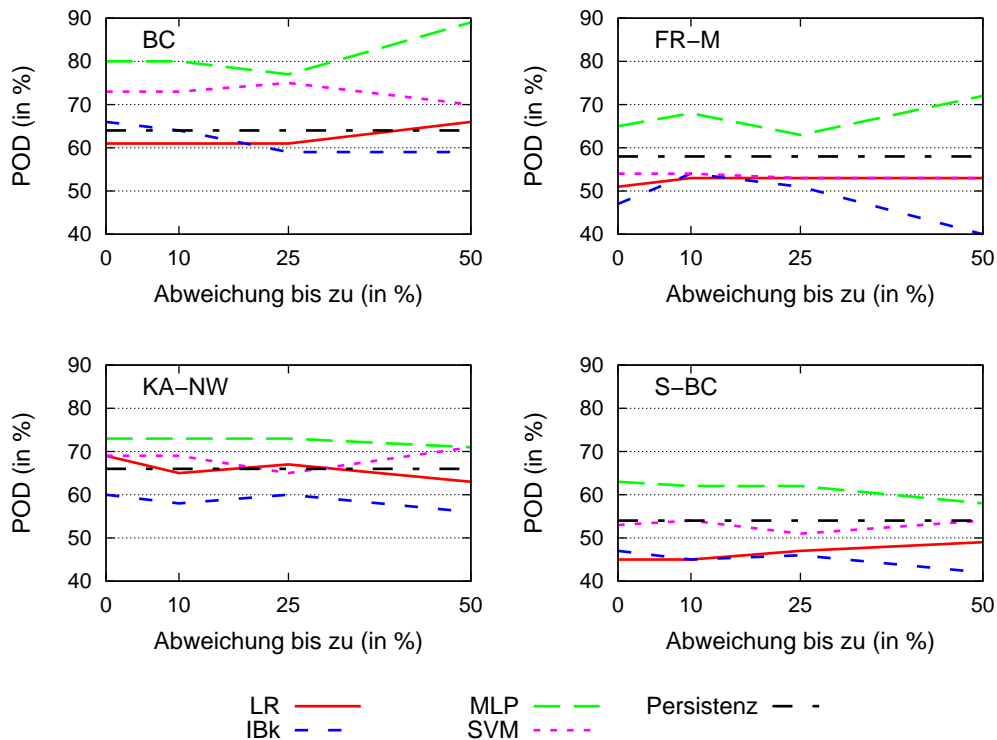 BC
POD (in %)
90
80
70
60
50
40
0 10 25 50
Abweichung bis zu (in %)
FR−M
POD (in %)
90
80
70
60
50
40
0 10 25 50
Abweichung bis zu (in %)
KA−NW
POD (in %)
90
80
70
60
50
40
0 10 25 50
Abweichung bis zu (in %)
S−BC
POD (in %)
90
80
70
60
50
40
0 10 25 50
Abweichung bis zu (in %)
LR MLP Persistenz
IBk SVM